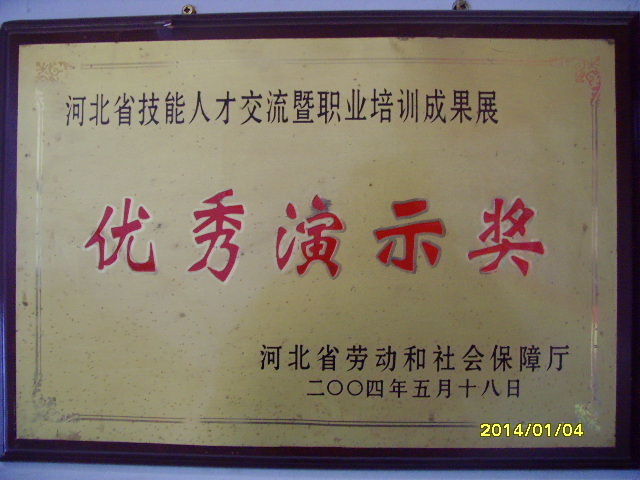 河北省技能人才交流暨职业培训成果展
优秀演示奖
河北省劳动和社会保障厅
二〇〇四年五月十八日
2014/01/04